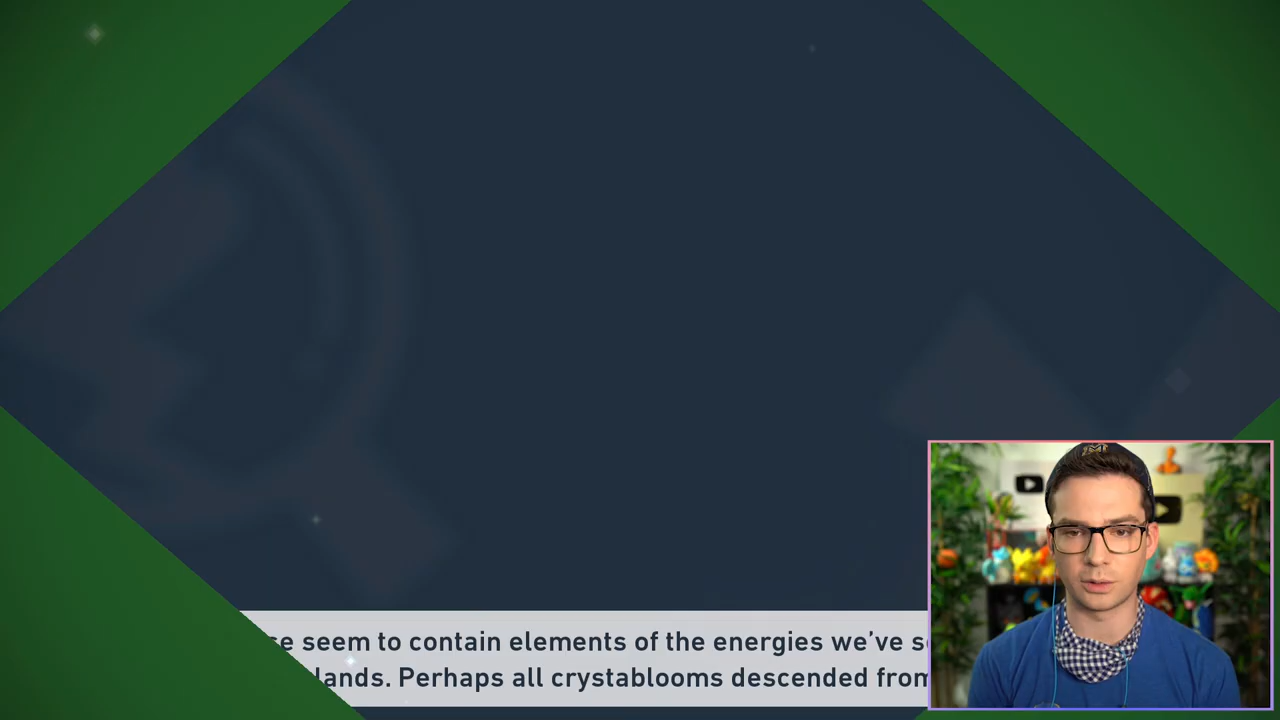 seem to contain elements of the energies we've
lands. Perhaps all crystablooms descended from